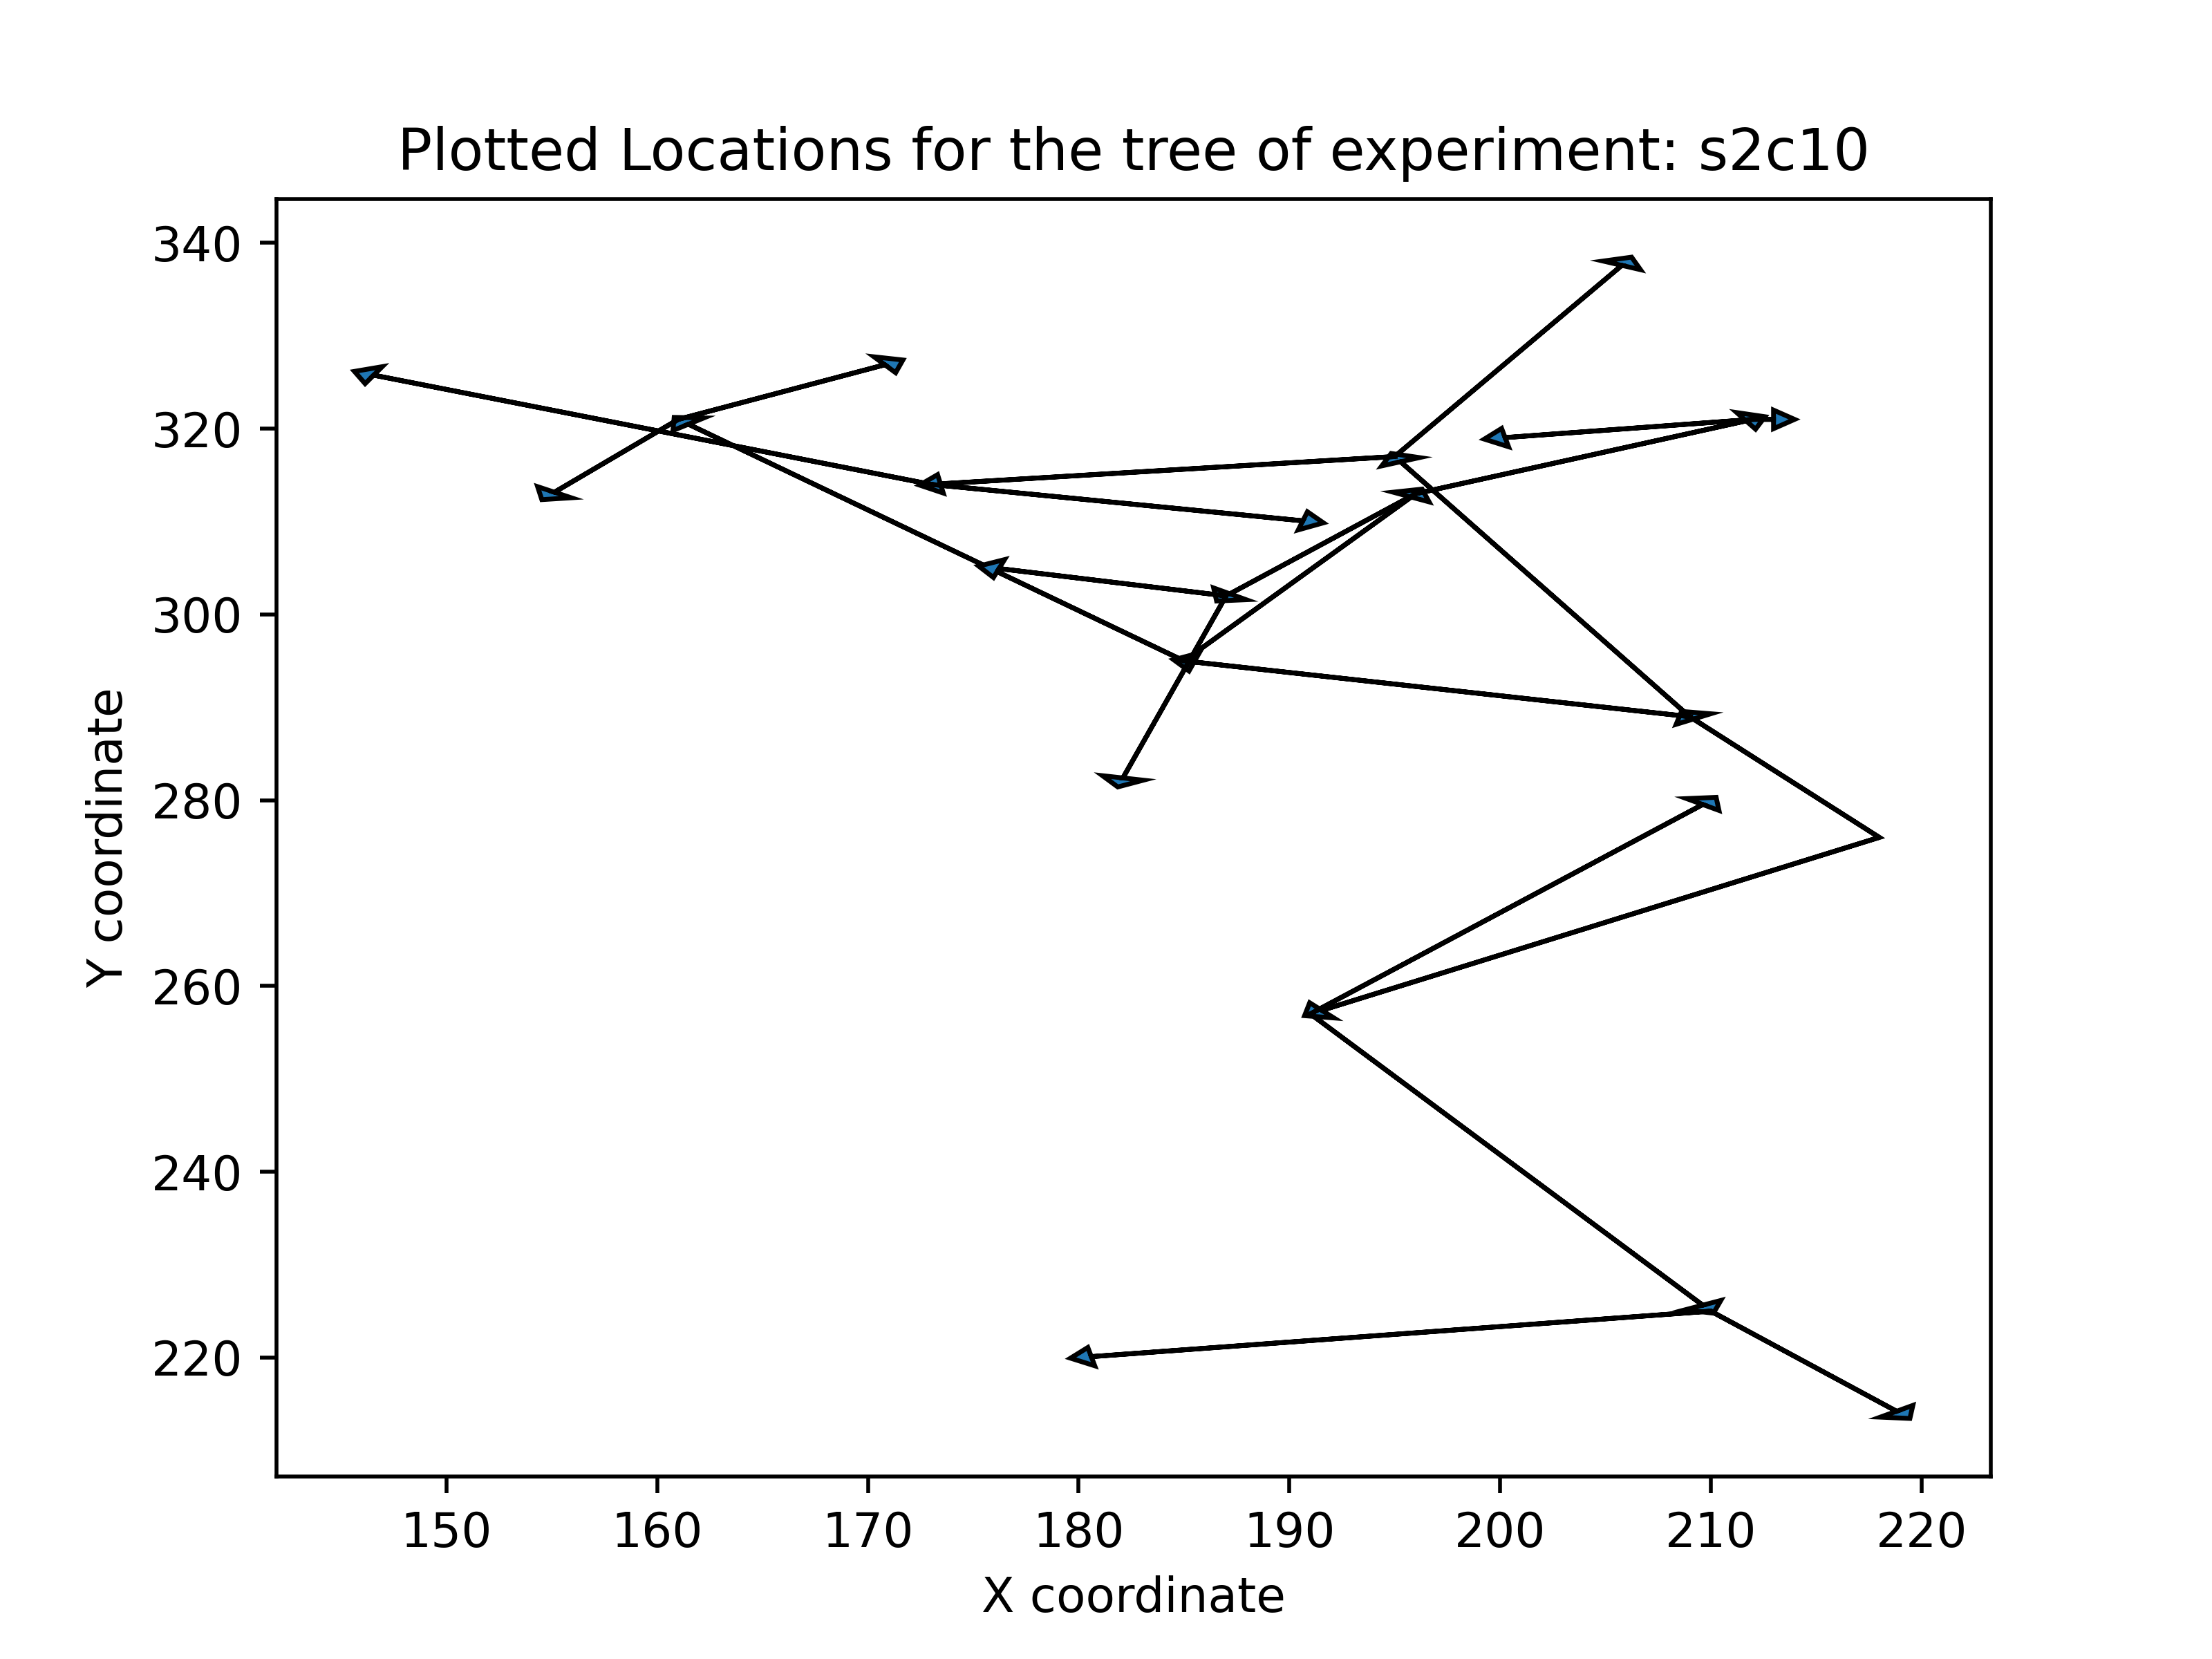 Plotted Locations for the tree of experiment: s2c10
340
320
300
280
260
240
220
Y coordinate
150 160 170 180 190 200 210 220
X coordinate